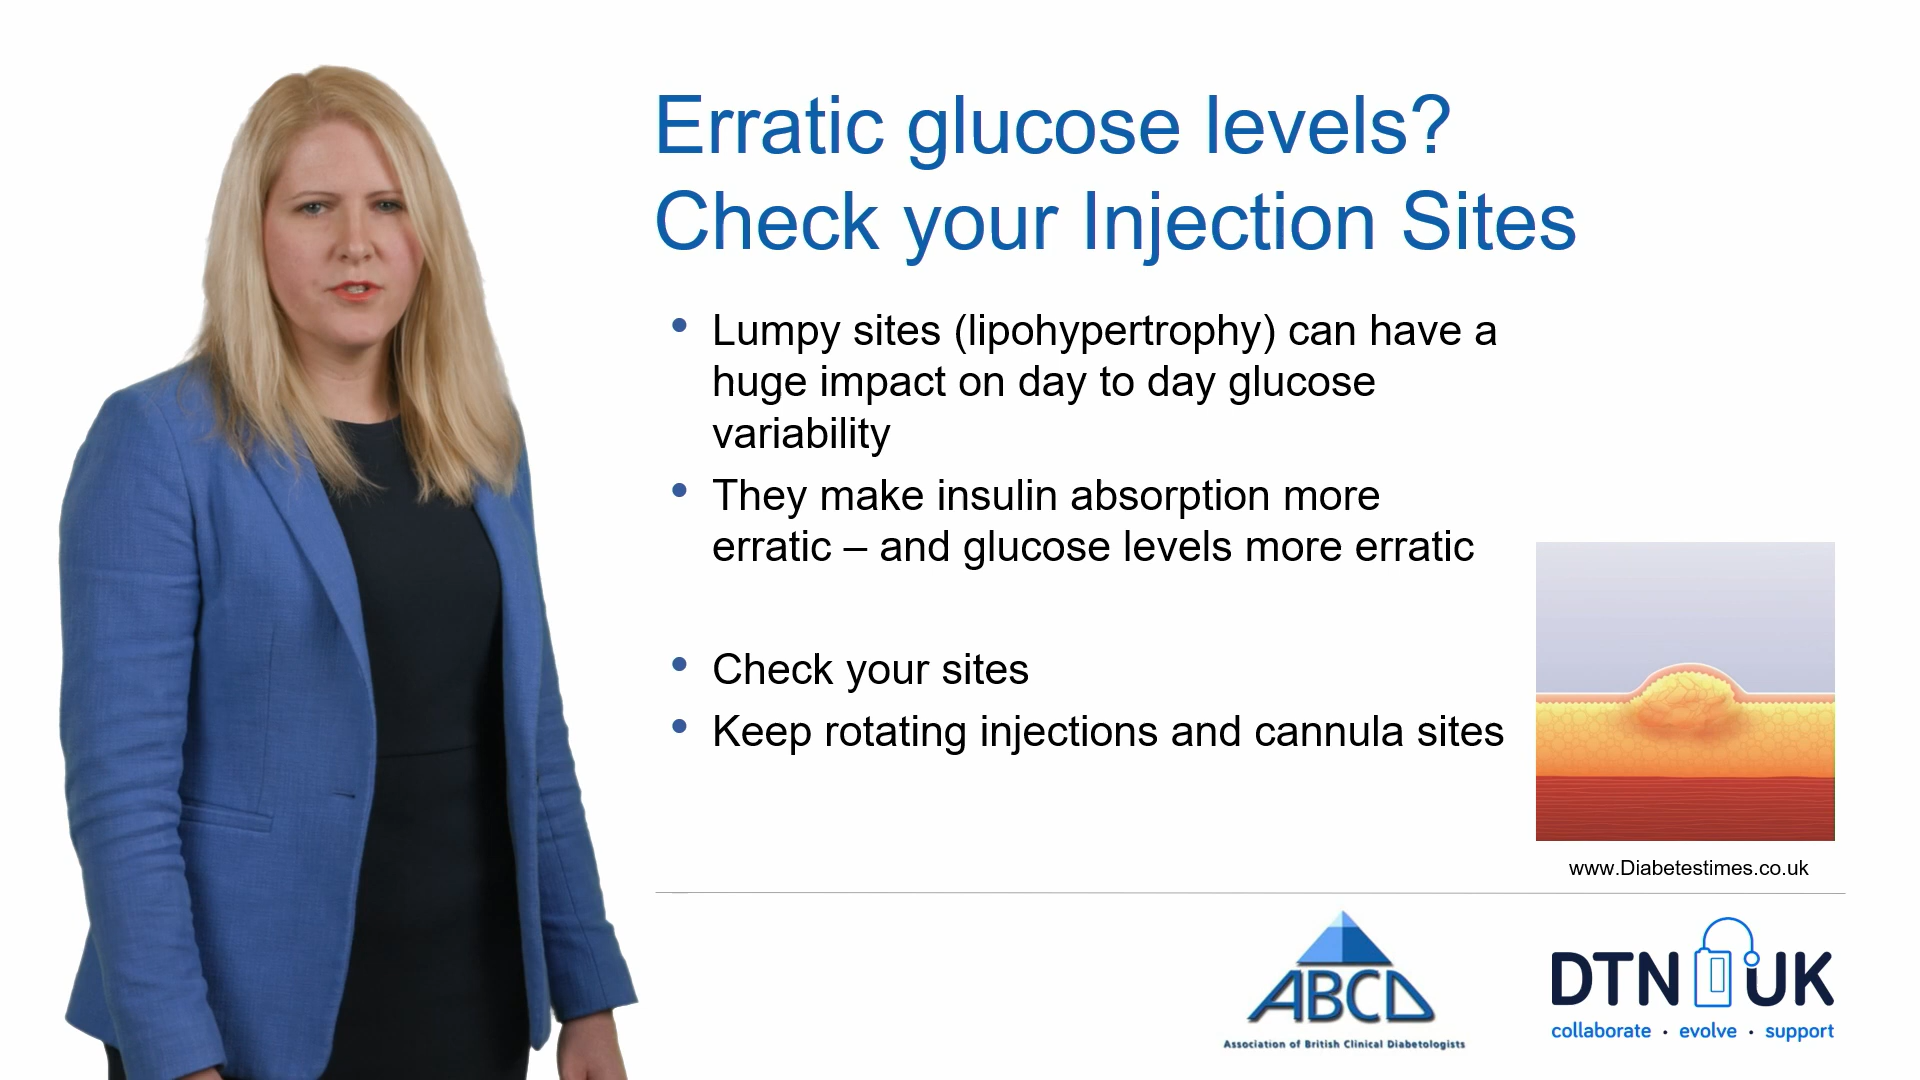 Erratic glucose levels?
Check your Injection Sites
• Lumpy sites (lipohypertrophy) can have a
huge impact on day to day glucose
variability
• They make insulin absorption more
erratic – and glucose levels more erratic
• Check your sites
• Keep rotating injections and cannula sites
www.Diabetestimes.co.uk
ABCD
Association of British Clinical Diabetologists
DTN UK
collaborate • evolve • support